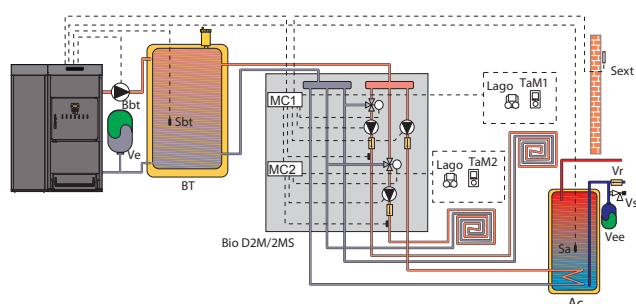 Sext
Lago TaM1
MC1
Bbt
Sbt
Ve
Lago TaM2
MC2
Vr
BT
Vs
Bio D2M/2MS
Sa
Vee
Ac